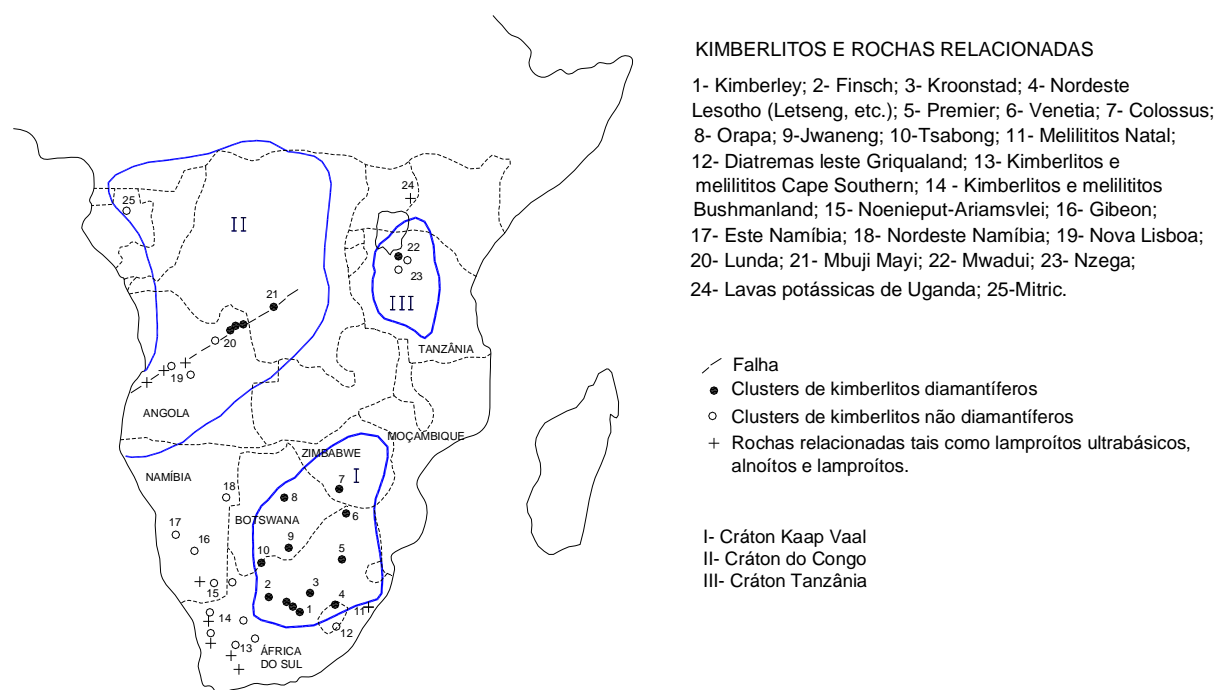 KIMBERLITOS E ROCHAS RELACIONADAS
1- Kimberley; 2- Finsch; 3- Kroonstad; 4- Nordeste
Lesotho (Letseng, etc.); 5- Premier; 6- Venetia; 7- Colossus;
8- Orapa; 9-Jwaneng; 10-Tsabong; 11- Melilititos Natal;
12- Diatremas leste Griqualand; 13- Kimberlitos e
melilititos Cape Southern; 14 - Kimberlitos e melilititos
Bushmanland; 15- Noenieput-Ariamsvlei; 16- Gibeon;
17- Este Namíbia; 18- Nordeste Namíbia; 19- Nova Lisboa;
20- Lunda; 21- Mbuji Mayi; 22- Mwadui; 23- Nzega;
24- Lavas potássicas de Uganda; 25-Mitric.
Falha
Clusters de kimberlitos diamantíferos
Clusters de kimberlitos não diamantíferos
Rochas relacionadas tais como lamproítos ultrabásicos,
alnoítos e lamproítos.
I- Cráton Kaap Vaal
II- Cráton do Congo
III- Cráton Tanzânia
24
25
II
22
23
21
III
20
TANZÂNIA
19
ANGOLA
MOÇAMBIQUE
ZIMBABWE
NAMÍBIA
7
I
18
8
6
BOTSWANA
17
16
9
10
5
15
2
3
4
11
1
14
12
13
ÁFRICA
DO SUL